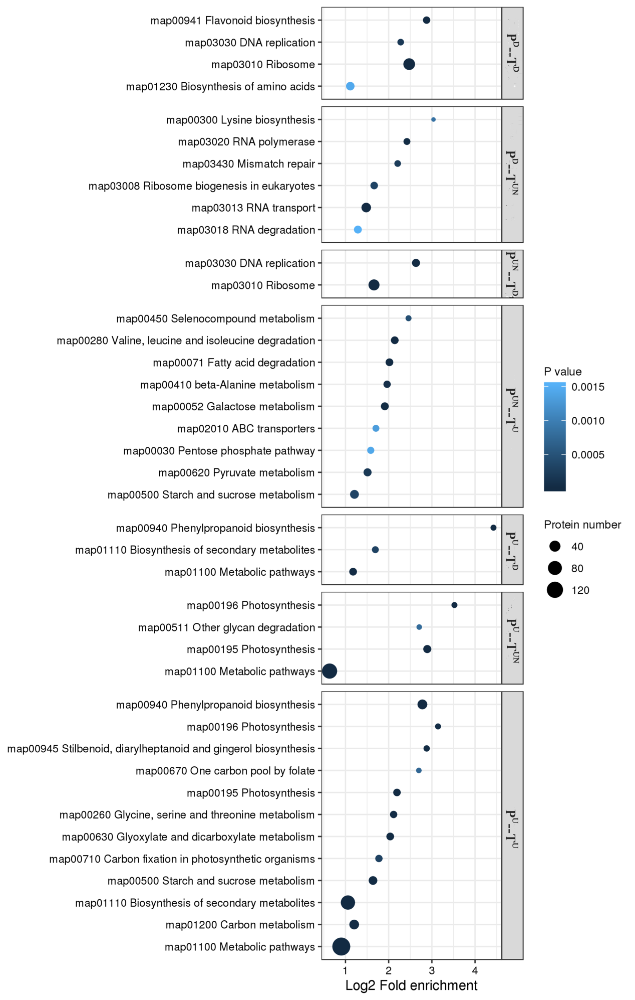 map00941 Flavonoid biosynthesis
map03030 DNA replication
map03010 Ribosome
map01230 Biosynthesis of amino acids
P^D--T^D
map00300 Lysine biosynthesis
map03020 RNA polymerase
map03430 Mismatch repair
map03008 Ribosome biogenesis in eukaryotes
map03013 RNA transport
map03018 RNA degradation
P^D--T^UN
map03030 DNA replication
map03010 Ribosome
P^UN--T^D
map00450 Selenocompound metabolism
map00280 Valine, leucine and isoleucine degradation
map00071 Fatty acid degradation
map00410 beta-Alanine metabolism
map00052 Galactose metabolism
map02010 ABC transporters
map00030 Pentose phosphate pathway
map00620 Pyruvate metabolism
map00500 Starch and sucrose metabolism
P^UN--T^U
map00940 Phenylpropanoid biosynthesis
map01110 Biosynthesis of secondary metabolites
map01100 Metabolic pathways
P^U--T^D
map00196 Photosynthesis
map00511 Other glycan degradation
map00195 Photosynthesis
map01100 Metabolic pathways
P^U--T^UN
map00940 Phenylpropanoid biosynthesis
map00196 Photosynthesis
map00945 Stilbenoid, diarylheptanoid and gingerol biosynthesis
map00670 One carbon pool by folate
map00195 Photosynthesis
map00260 Glycine, serine and threonine metabolism
map00630 Glyoxylate and dicarboxylate metabolism
map00710 Carbon fixation in photosynthetic organisms
map00500 Starch and sucrose metabolism
map01110 Biosynthesis of secondary metabolites
map01200 Carbon metabolism
map01100 Metabolic pathways
P^U--T^U
1 2 3 4
Log2 Fold enrichment
P value
0.0015
0.0010
0.0005
Protein number
40
80
120